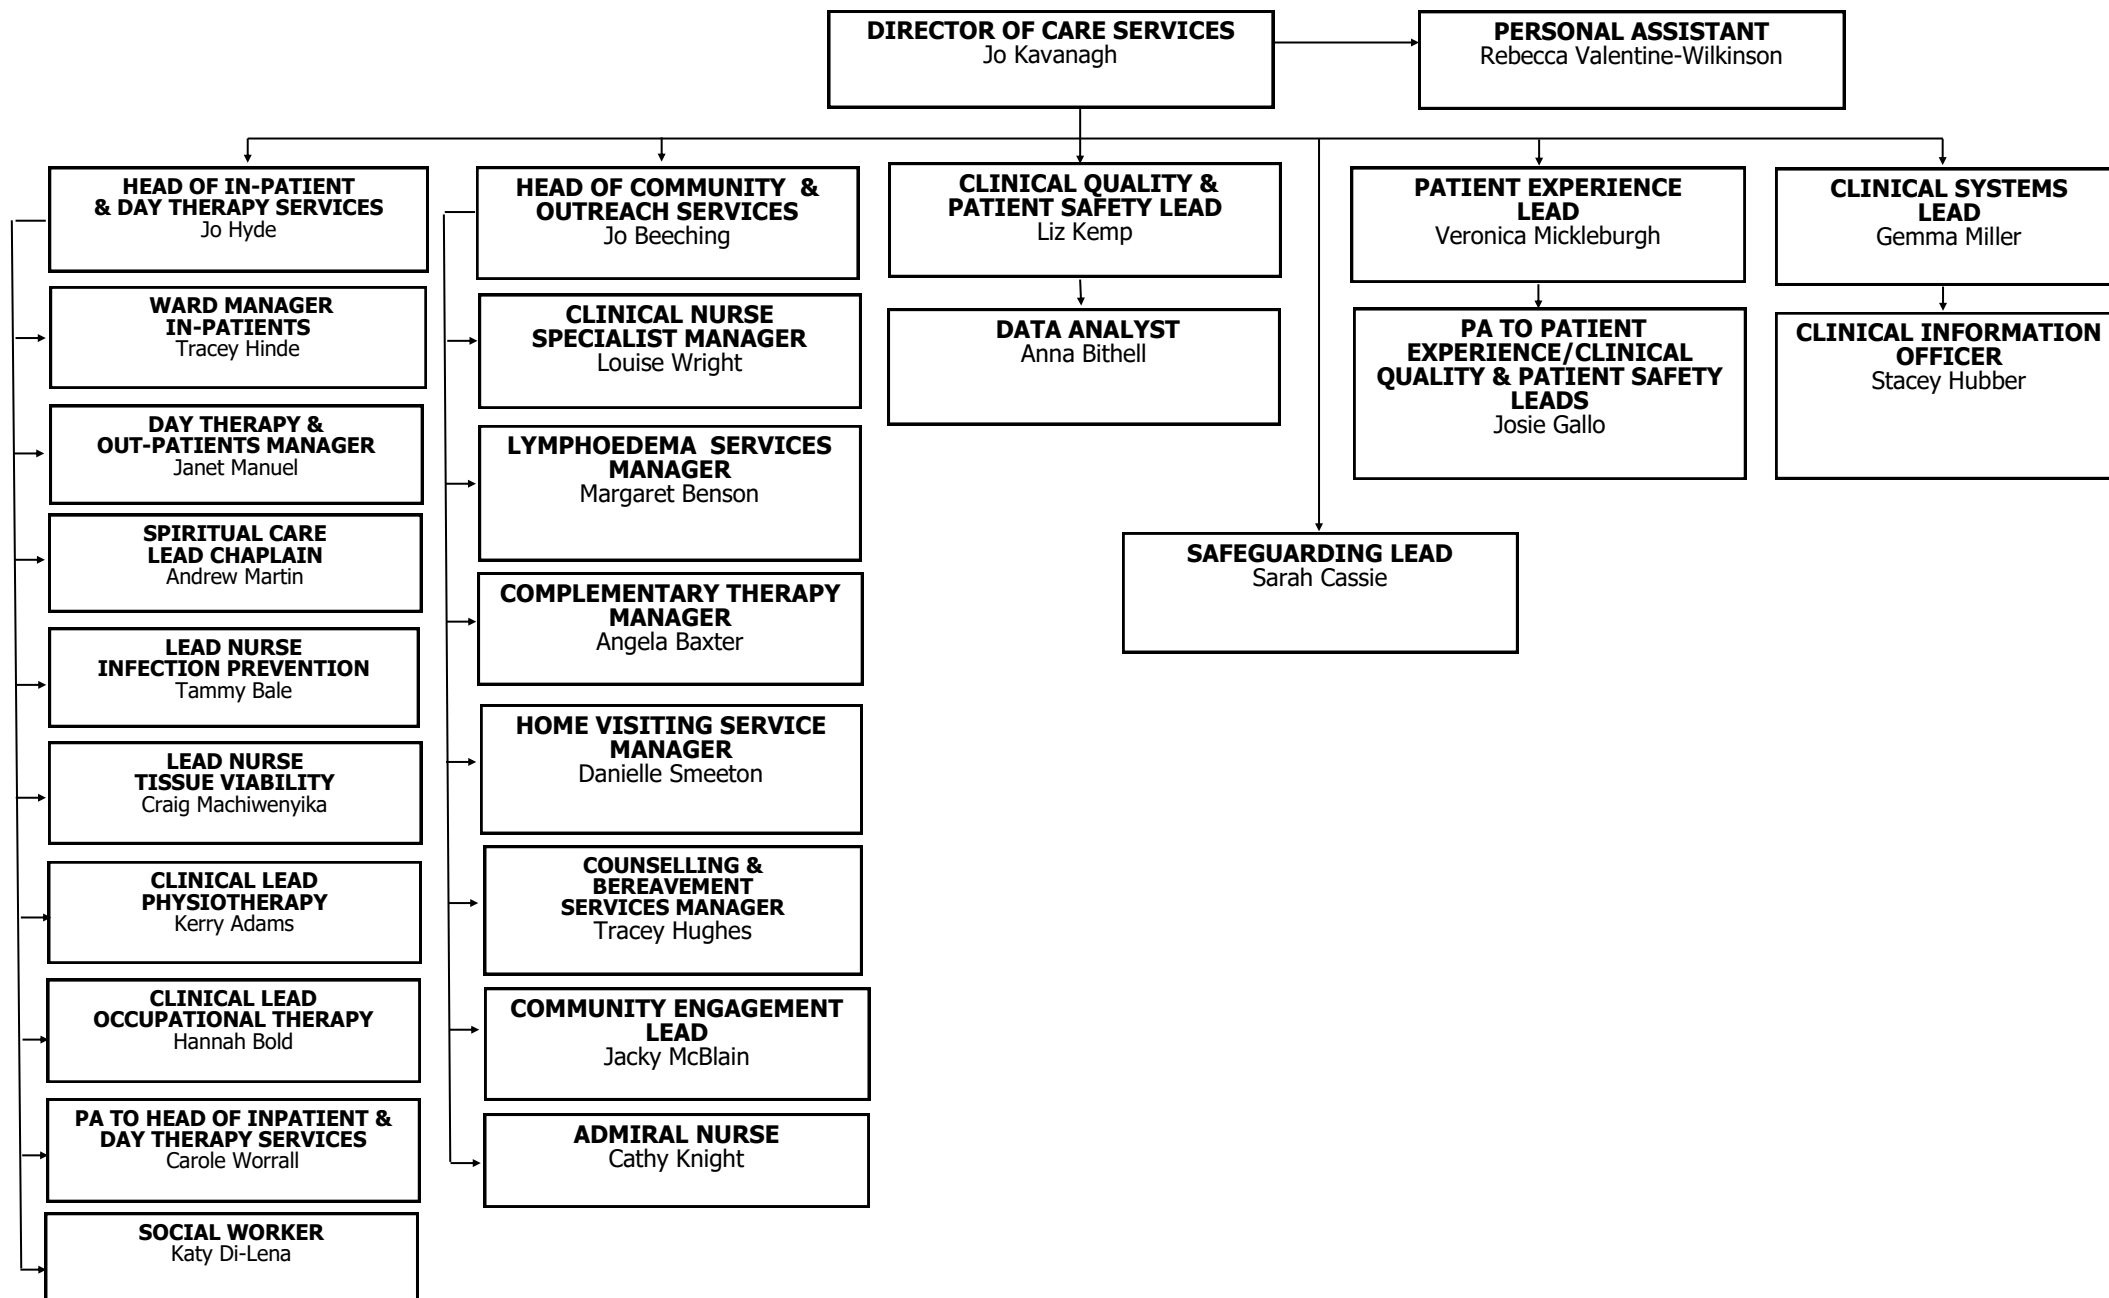 DIRECTOR OF CARE SERVICES
Jo Kavanagh
PERSONAL ASSISTANT
Rebecca Valentine-Wilkinson
HEAD OF IN-PATIENT
& DAY THERAPY SERVICES
Jo Hyde
WARD MANAGER
IN-PATIENTS
Tracey Hinde
DAY THERAPY &
OUT-PATIENTS MANAGER
Janet Manuel
SPIRITUAL CARE
LEAD CHAPLAIN
Andrew Martin
LEAD NURSE
INFECTION PREVENTION
Tammy Bale
LEAD NURSE
TISSUE VIABILITY
Craig Machiwenyika
CLINICAL LEAD
PHYSIOTHERAPY
Kerry Adams
CLINICAL LEAD
OCCUPATIONAL THERAPY
Hannah Bold
PA TO HEAD OF INPATIENT &
DAY THERAPY SERVICES
Carole Worrall
SOCIAL WORKER
Katy Di-Lena
HEAD OF COMMUNITY &
OUTREACH SERVICES
Jo Beeching
CLINICAL NURSE
SPECIALIST MANAGER
Louise Wright
LYMPHOEDEMA SERVICES
MANAGER
Margaret Benson
COMPLEMENTARY THERAPY
MANAGER
Angela Baxter
HOME VISITING SERVICE
MANAGER
Danielle Smeeton
COUNSELLING &
BEREAVEMENT
SERVICES MANAGER
Tracey Hughes
COMMUNITY ENGAGEMENT
LEAD
Jacky McBlain
ADMIRAL NURSE
Cathy Knight
CLINICAL QUALITY &
PATIENT SAFETY LEAD
Liz Kemp
DATA ANALYST
Anna Bithell
SAFEGUARDING LEAD
Sarah Cassie
PATIENT EXPERIENCE
LEAD
Veronica Mickleburgh
PA TO PATIENT
EXPERIENCE/CLINICAL
QUALITY & PATIENT SAFETY
LEADS
Josie Gallo
CLINICAL SYSTEMS
LEAD
Gemma Miller
CLINICAL INFORMATION
OFFICER
Stacey Hubber